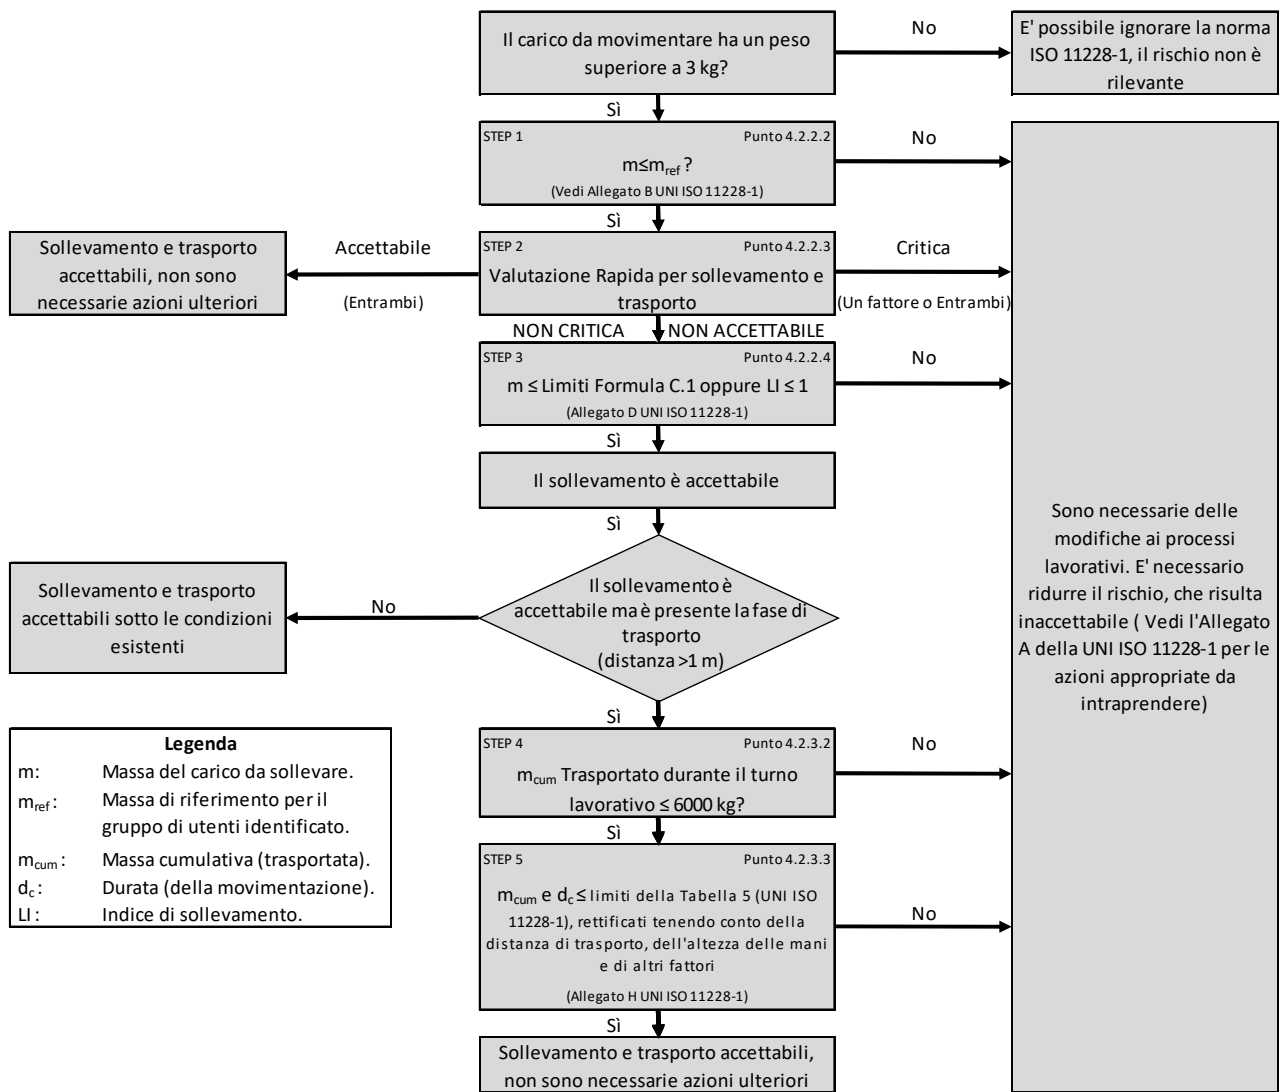 Il carico da movimentare ha un peso
superiore a 3 kg?
No
E' possibile ignorare la norma
ISO 11228-1, il rischio non è
rilevante
Sì
STEP 1 Punto 4.2.2.2
m≤m_ref ?
(Vedi Allegato B UNI ISO 11228-1)
No
Sì
Sollevamento e trasporto
accettabili, non sono
necessarie azioni ulteriori
Accettabile
(Entrambi)
STEP 2 Punto 4.2.2.3
Valutazione Rapida per sollevamento e
trasporto
Critica
(Un fattore o Entrambi)
NON CRITICA NON ACCETTABILE
STEP 3 Punto 4.2.2.4
m ≤ Limiti Formula C.1 oppure LI ≤ 1
(Allegato D UNI ISO 11228-1)
No
Sì
Il sollevamento è accettabile
Sì
Sono necessarie delle
modifiche ai processi
lavorativi. E' necessario
ridurre il rischio, che risulta
inaccettabile ( Vedi l'Allegato
A della UNI ISO 11228-1 per le
azioni appropriate da
intraprendere)
Sollevamento e trasporto
accettabili sotto le condizioni
esistenti
No
Il sollevamento è
accettabile ma è presente la fase di
trasporto
(distanza >1 m)
Sì
Legenda
m: Massa del carico da sollevare.
m_ref : Massa di riferimento per il
gruppo di utenti identificato.
m_cum : Massa cumulativa (trasportata).
d_c : Durata (della movimentazione).
LI : Indice di sollevamento.
STEP 4 Punto 4.2.3.2
m_cum Trasportato durante il turno
lavorativo ≤ 6000 kg?
No
Sì
STEP 5 Punto 4.2.3.3
m_cum e d_c ≤ limiti della Tabella 5 (UNI ISO
11228-1), rettificati tenendo conto della
distanza di trasporto, dell'altezza delle mani
e di altri fattori
(Allegato H UNI ISO 11228-1)
No
Sì
Sollevamento e trasporto accettabili,
non sono necessarie azioni ulteriori